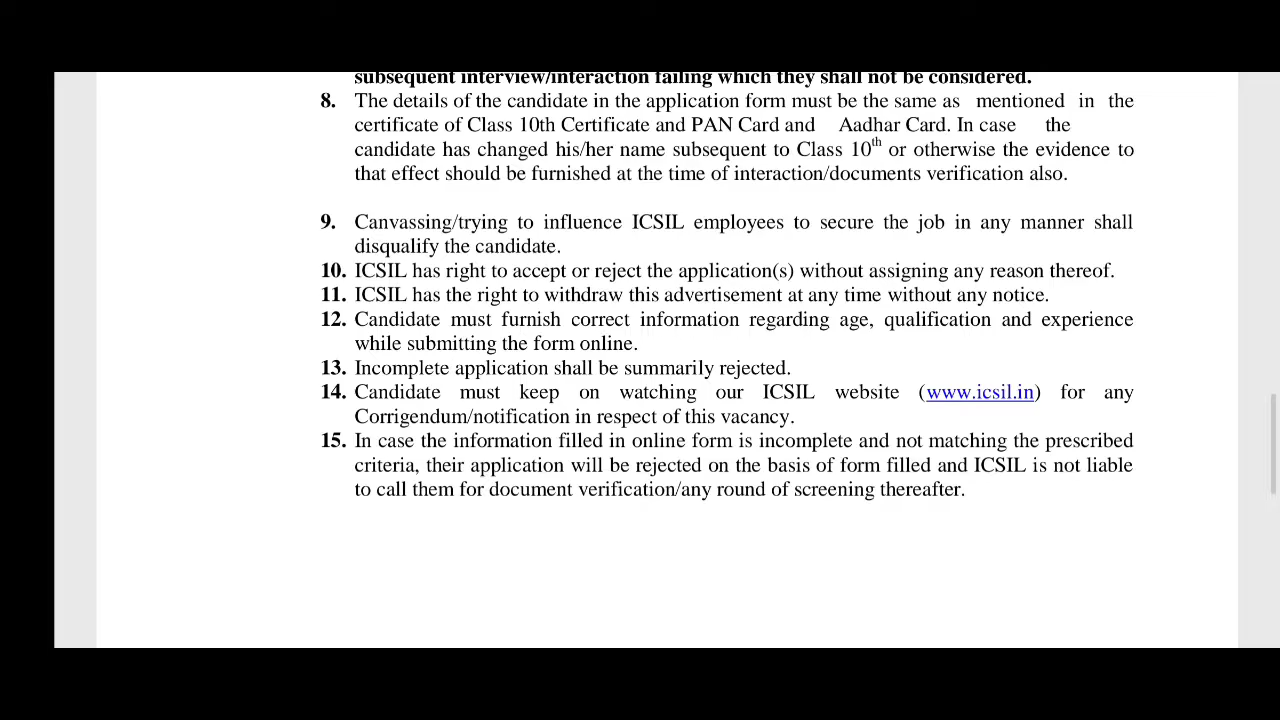 subsequent interview/interaction failing which they shall not be considered.
8. The details of the candidate in the application form must be the same as mentioned in the
certificate of Class 10th Certificate and PAN Card and Aadhar Card. In case the
candidate has changed his/her name subsequent to Class 10th or otherwise the evidence to
that effect should be furnished at the time of interaction/documents verification also.
9. Canvassing/trying to influence ICSIL employees to secure the job in any manner shall
disqualify the candidate.
10. ICSIL has right to accept or reject the application(s) without assigning any reason thereof.
11. ICSIL has the right to withdraw this advertisement at any time without any notice.
12. Candidate must furnish correct information regarding age, qualification and experience
while submitting the form online.
13. Incomplete application shall be summarily rejected.
14. Candidate must keep on watching our ICSIL website (www.icsil.in) for any
Corrigendum/notification in respect of this vacancy.
15. In case the information filled in online form is incomplete and not matching the prescribed
criteria, their application will be rejected on the basis of form filled and ICSIL is not liable
to call them for document verification/any round of screening thereafter.